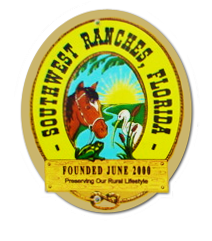 - SOUTHWEST RANCHES, FLORIDA -
FOUNDED JUNE 2000
Preserving Our Rural Lifestyle